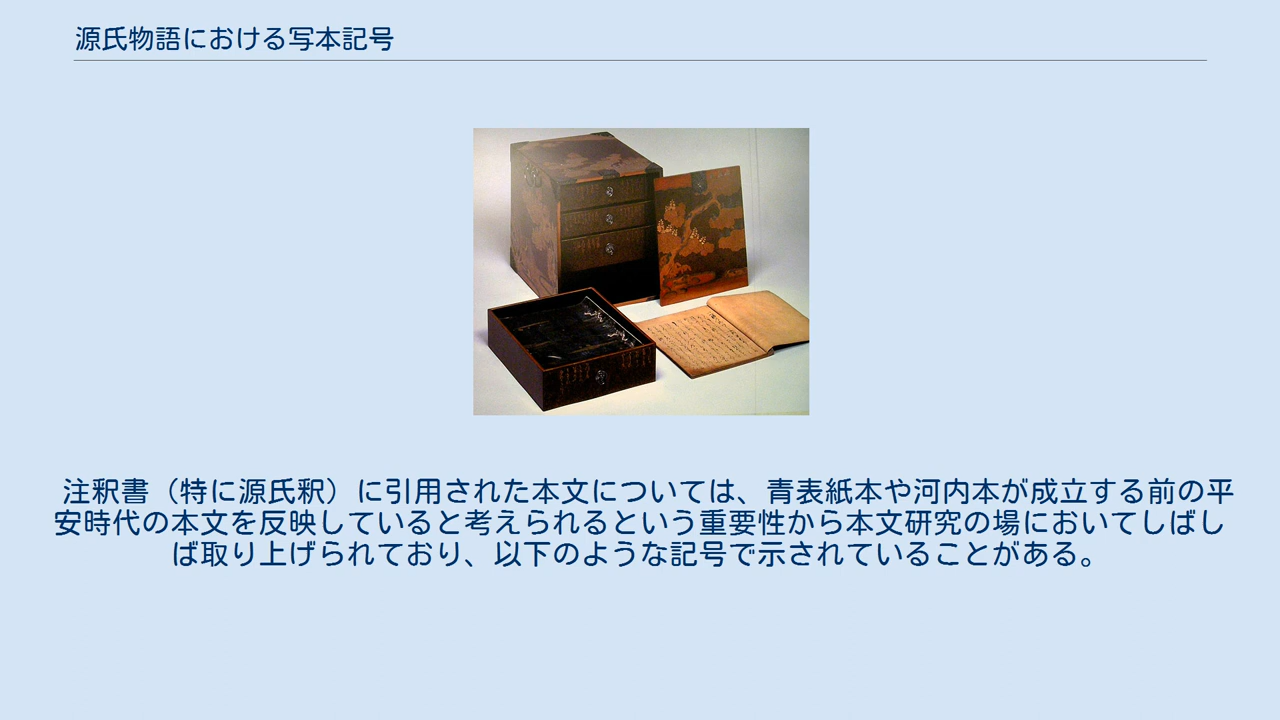 源氏物語における写本記号
注釈書（特に源氏釈）に引用された本文については、青表紙本や河内本が成立する前の平
安時代の本文を反映していると考えられるという重要性から本文研究の場においてしばし
ば取り上げられており、以下のような記号で示されていることがある。